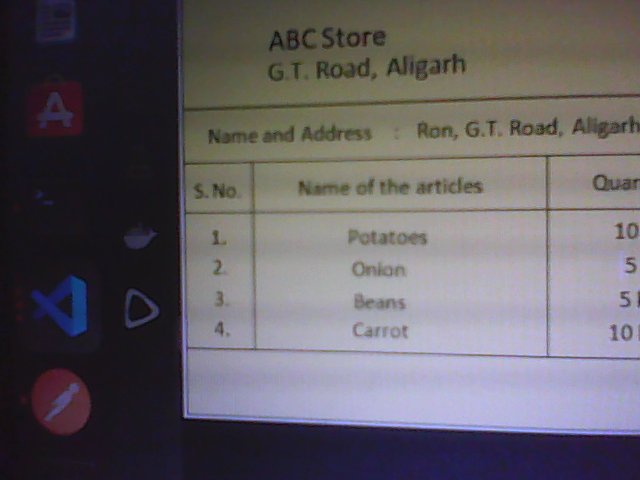 ABC Store
G.T. Road, Aligarh
Name and Address : Ron, G.T. Road, Aligarh
S. No. Name of the articles
1. Potatoes 10
2. Onion 5
3. Beans 5
4. Carrot 10